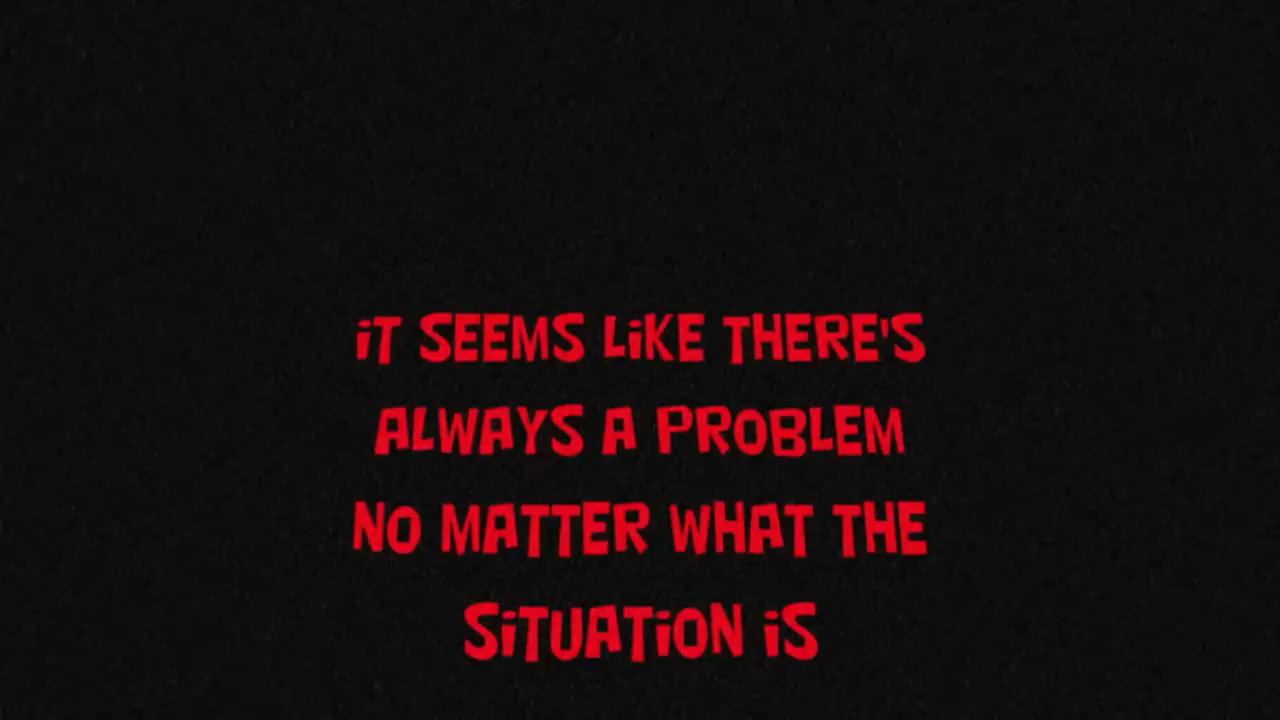 iT SEEMS LiKE THERE'S
ALWAYS A PROBLEM
NO MATTER WHAT THE
SiTUATiON iS